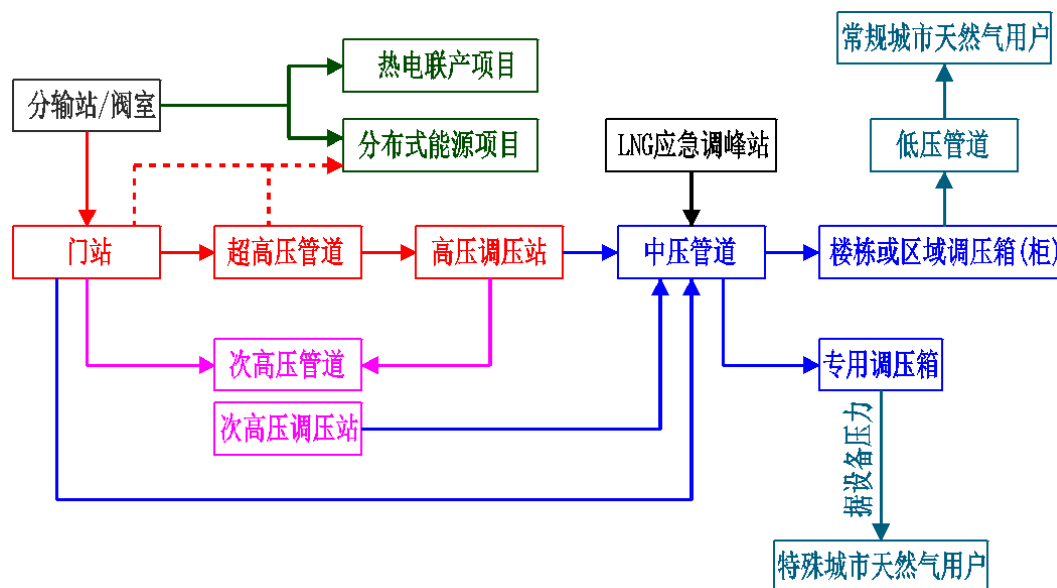 常规城市天然气用户
热电联产项目
分输站/阀室
分布式能源项目
LNG应急调峰站
低压管道
门站
超高压管道
高压调压站
中压管道
楼栋或区域调压箱(柜)
次高压管道
专用调压箱
次高压调压站
据设备压力
特殊城市天然气用户